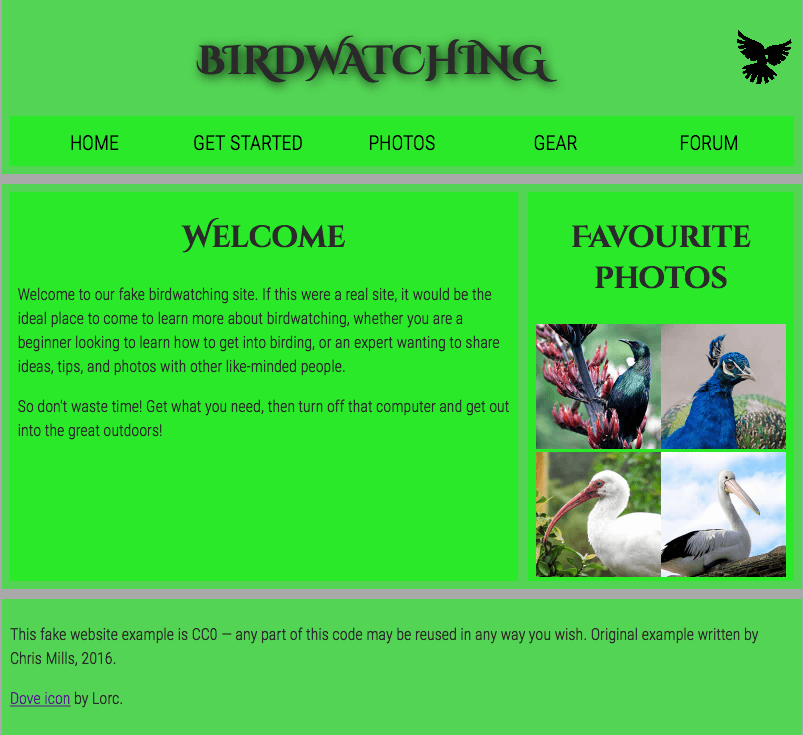 BIRDWATCHING
HOME GET STARTED PHOTOS GEAR FORUM
Welcome
Welcome to our fake birdwatching site. If this were a real site, it would be the
ideal place to come to learn more about birdwatching, whether you are a
beginner looking to learn how to get into birding, or an expert wanting to share
ideas, tips, and photos with other like-minded people.
So don't waste time! Get what you need, then turn off that computer and get out
into the great outdoors!
Favourite
photos
This fake website example is CC0 — any part of this code may be reused in any way you wish. Original example written by
Chris Mills, 2016.
Dove icon by Lorc.